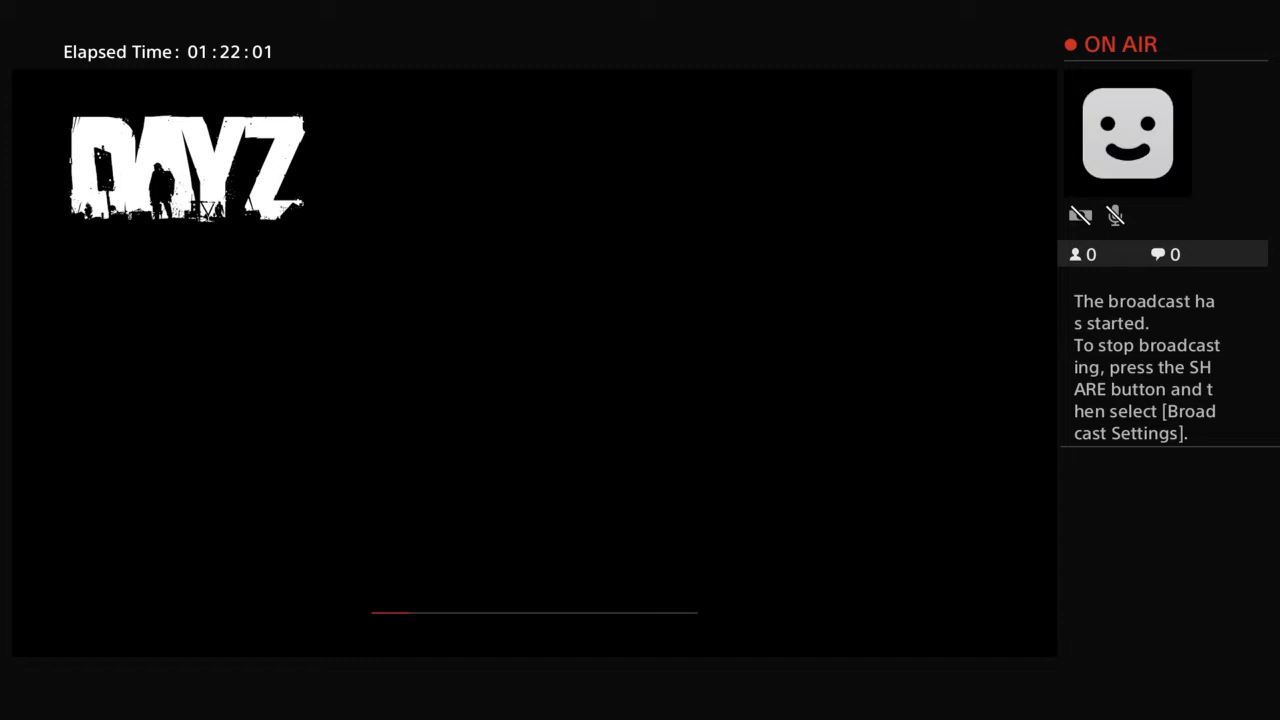 Elapsed Time: 01:22:01
ON AIR
DAYZ
0 0
The broadcast ha
s started.
To stop broadcast
ing, press the SH
ARE button and t
hen select [Broad
cast Settings].